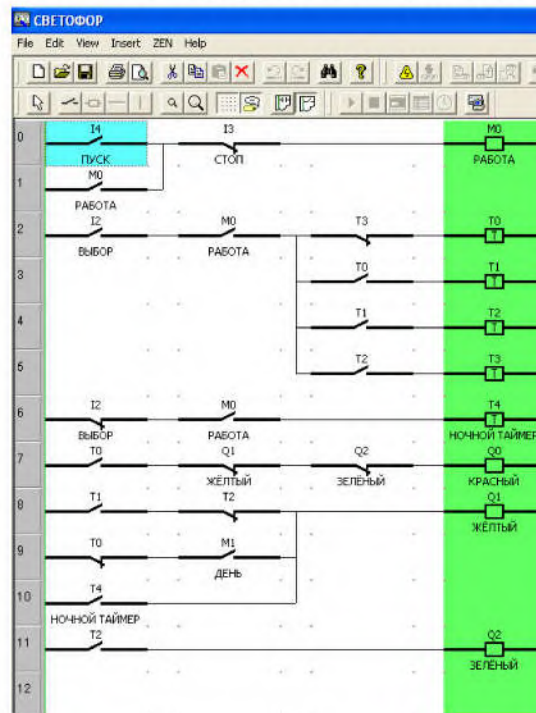 СВЕТОФОР
File Edit View Insert ZEN Help
0 I4 I3 M0
ПУСК СТОП РАБОТА
1 M0
РАБОТА
2 I2 M0 T3 T0
T
ВЫБОР РАБОТА
3 T0 T1
T
4 T1 T2
T
5 T2 T3
T
6 I2 M0 T4
T
ВЫБОР РАБОТА НОЧНОЙ ТАЙМЕР
7 T0 Q1 Q2 Q0
ЖЁЛТЫЙ ЗЕЛЁНЫЙ КРАСНЫЙ
8 T1 T2 Q1
ЖЁЛТЫЙ
9 T0 M1
ДЕНЬ
10 T4
НОЧНОЙ ТАЙМЕР
11 T2 Q2
ЗЕЛЁНЫЙ
12